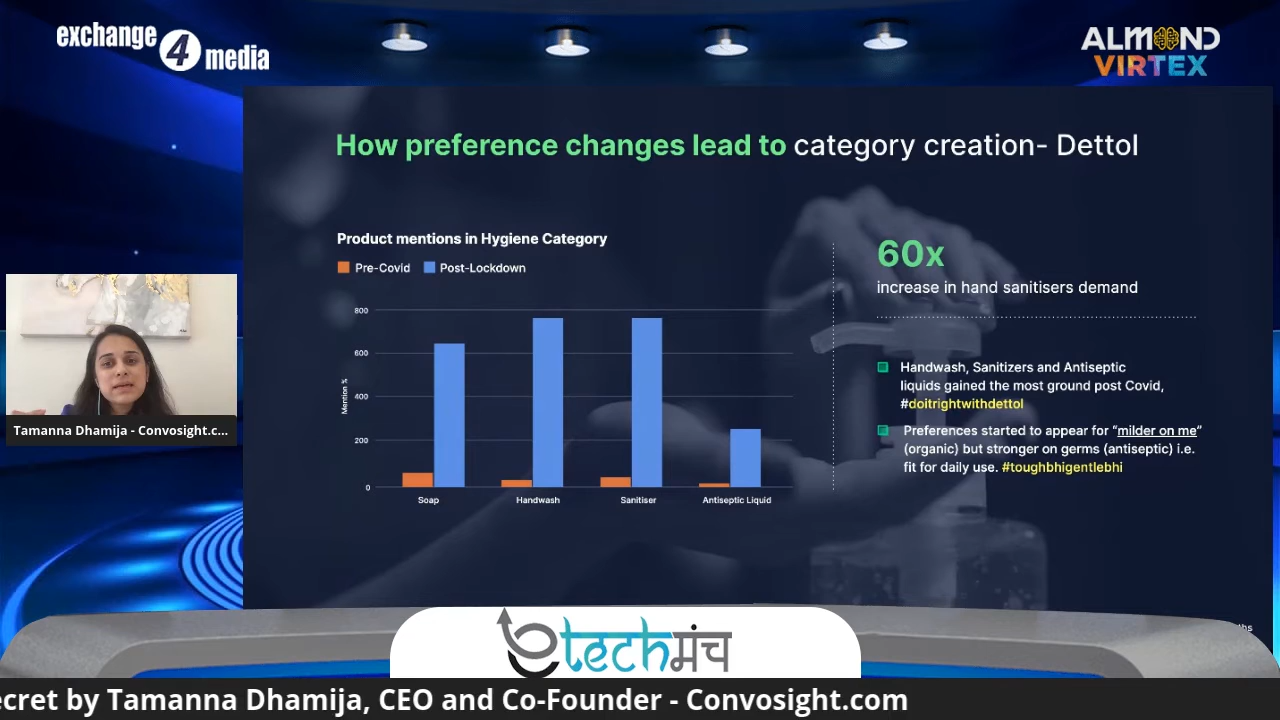 exchange
4
media
ALMOND
VIRTEX
How preference changes lead to category creation- Dettol
Product mentions in Hygiene Category
Pre-Covid
Post-Lockdown
800
600
400
200
0
Mention %
Soap
Handwash
Sanitiser
Antiseptic Liquid
60x
increase in hand sanitisers demand
Handwash, Sanitizers and Antiseptic
liquids gained the most ground post Covid,
#doitrightwithdettol
Preferences started to appear for “milder on me”
(organic) but stronger on germs (antiseptic) i.e.
fit for daily use. #toughbhigentlebhi
Tamanna Dhamija - Convosight.c...
etechमंच
ecret by Tamanna Dhamija, CEO and Co-Founder - Convosight.com